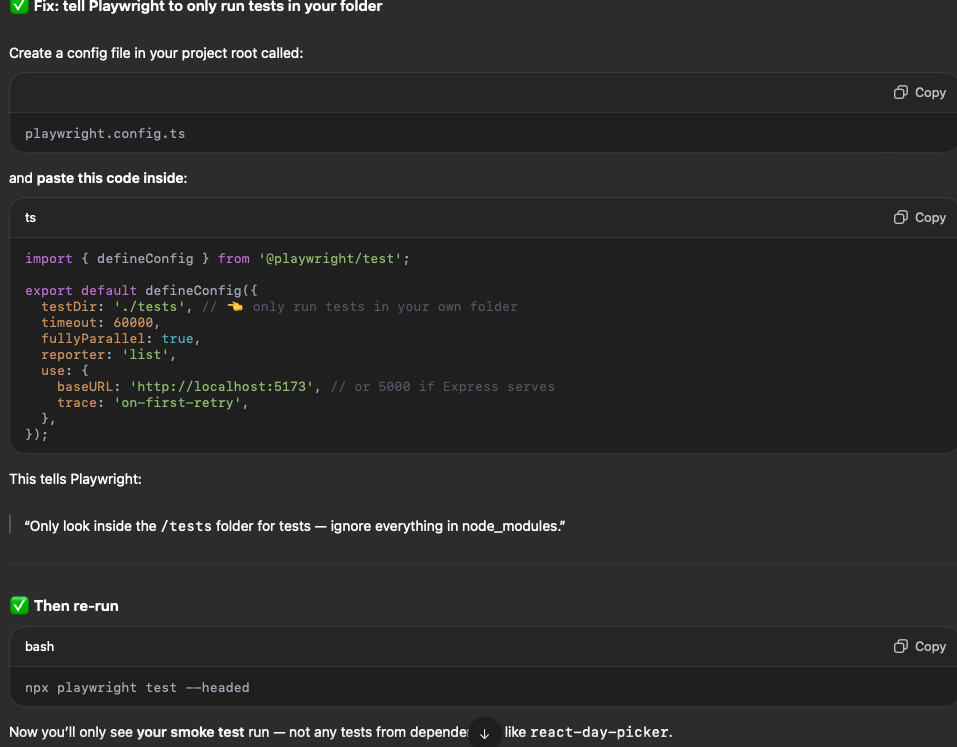 ✅ Fix: tell Playwright to only run tests in your folder
Create a config file in your project root called:
Copy
playwright.config.ts
and paste this code inside:
ts
Copy
import { defineConfig } from '@playwright/test';
export default defineConfig({
  testDir: './tests', // 👈 only run tests in your own folder
  timeout: 60000,
  fullyParallel: true,
  reporter: 'list',
  use: {
    baseURL: 'http://localhost:5173', // or 5000 if Express serves
    trace: 'on-first-retry',
  },
});
This tells Playwright:
“Only look inside the /tests folder for tests — ignore everything in node_modules.”
✅ Then re-run
bash
Copy
npx playwright test --headed
Now you’ll only see your smoke test run — not any tests from like react-day-picker.